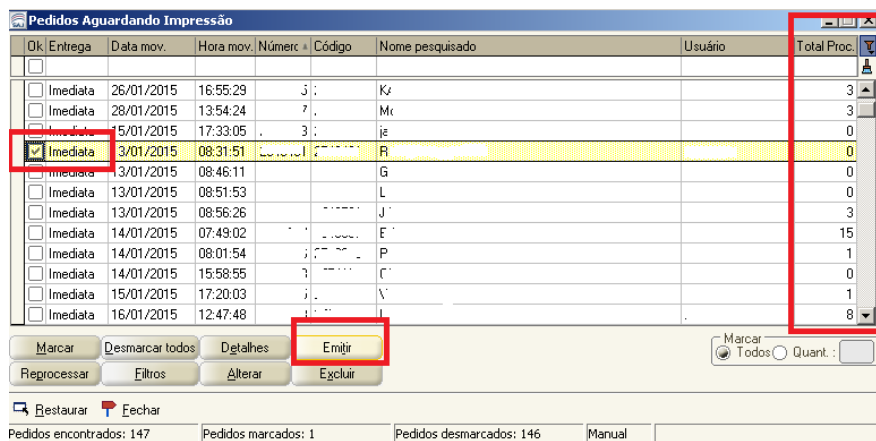 Pedidos Aguardando Impressão
Ok Entrega Data mov. Hora mov. Númerc Código Nome pesquisado Usuário Total Proc.
Imediata 26/01/2015 16:55:29 3
Imediata 28/01/2015 13:54:24 3
Imediata 15/01/2015 17:33:05 0
Imediata 3/01/2015 08:31:51 R 0
Imediata 13/01/2015 08:46:11 G 0
Imediata 13/01/2015 08:51:53 L 0
Imediata 13/01/2015 08:56:26 J 3
Imediata 14/01/2015 07:49:02 E 15
Imediata 14/01/2015 08:01:54 P 1
Imediata 14/01/2015 15:58:55 0
Imediata 15/01/2015 17:20:03 1
Imediata 16/01/2015 12:47:48 8
Marcar Desmarcar todos Detalhes Emitir Marcar
Todos Quant. :
Reprocessar Filtros Alterar Excluir
Restaurar Fechar
Pedidos encontrados: 147 Pedidos marcados: 1 Pedidos desmarcados: 146 Manual